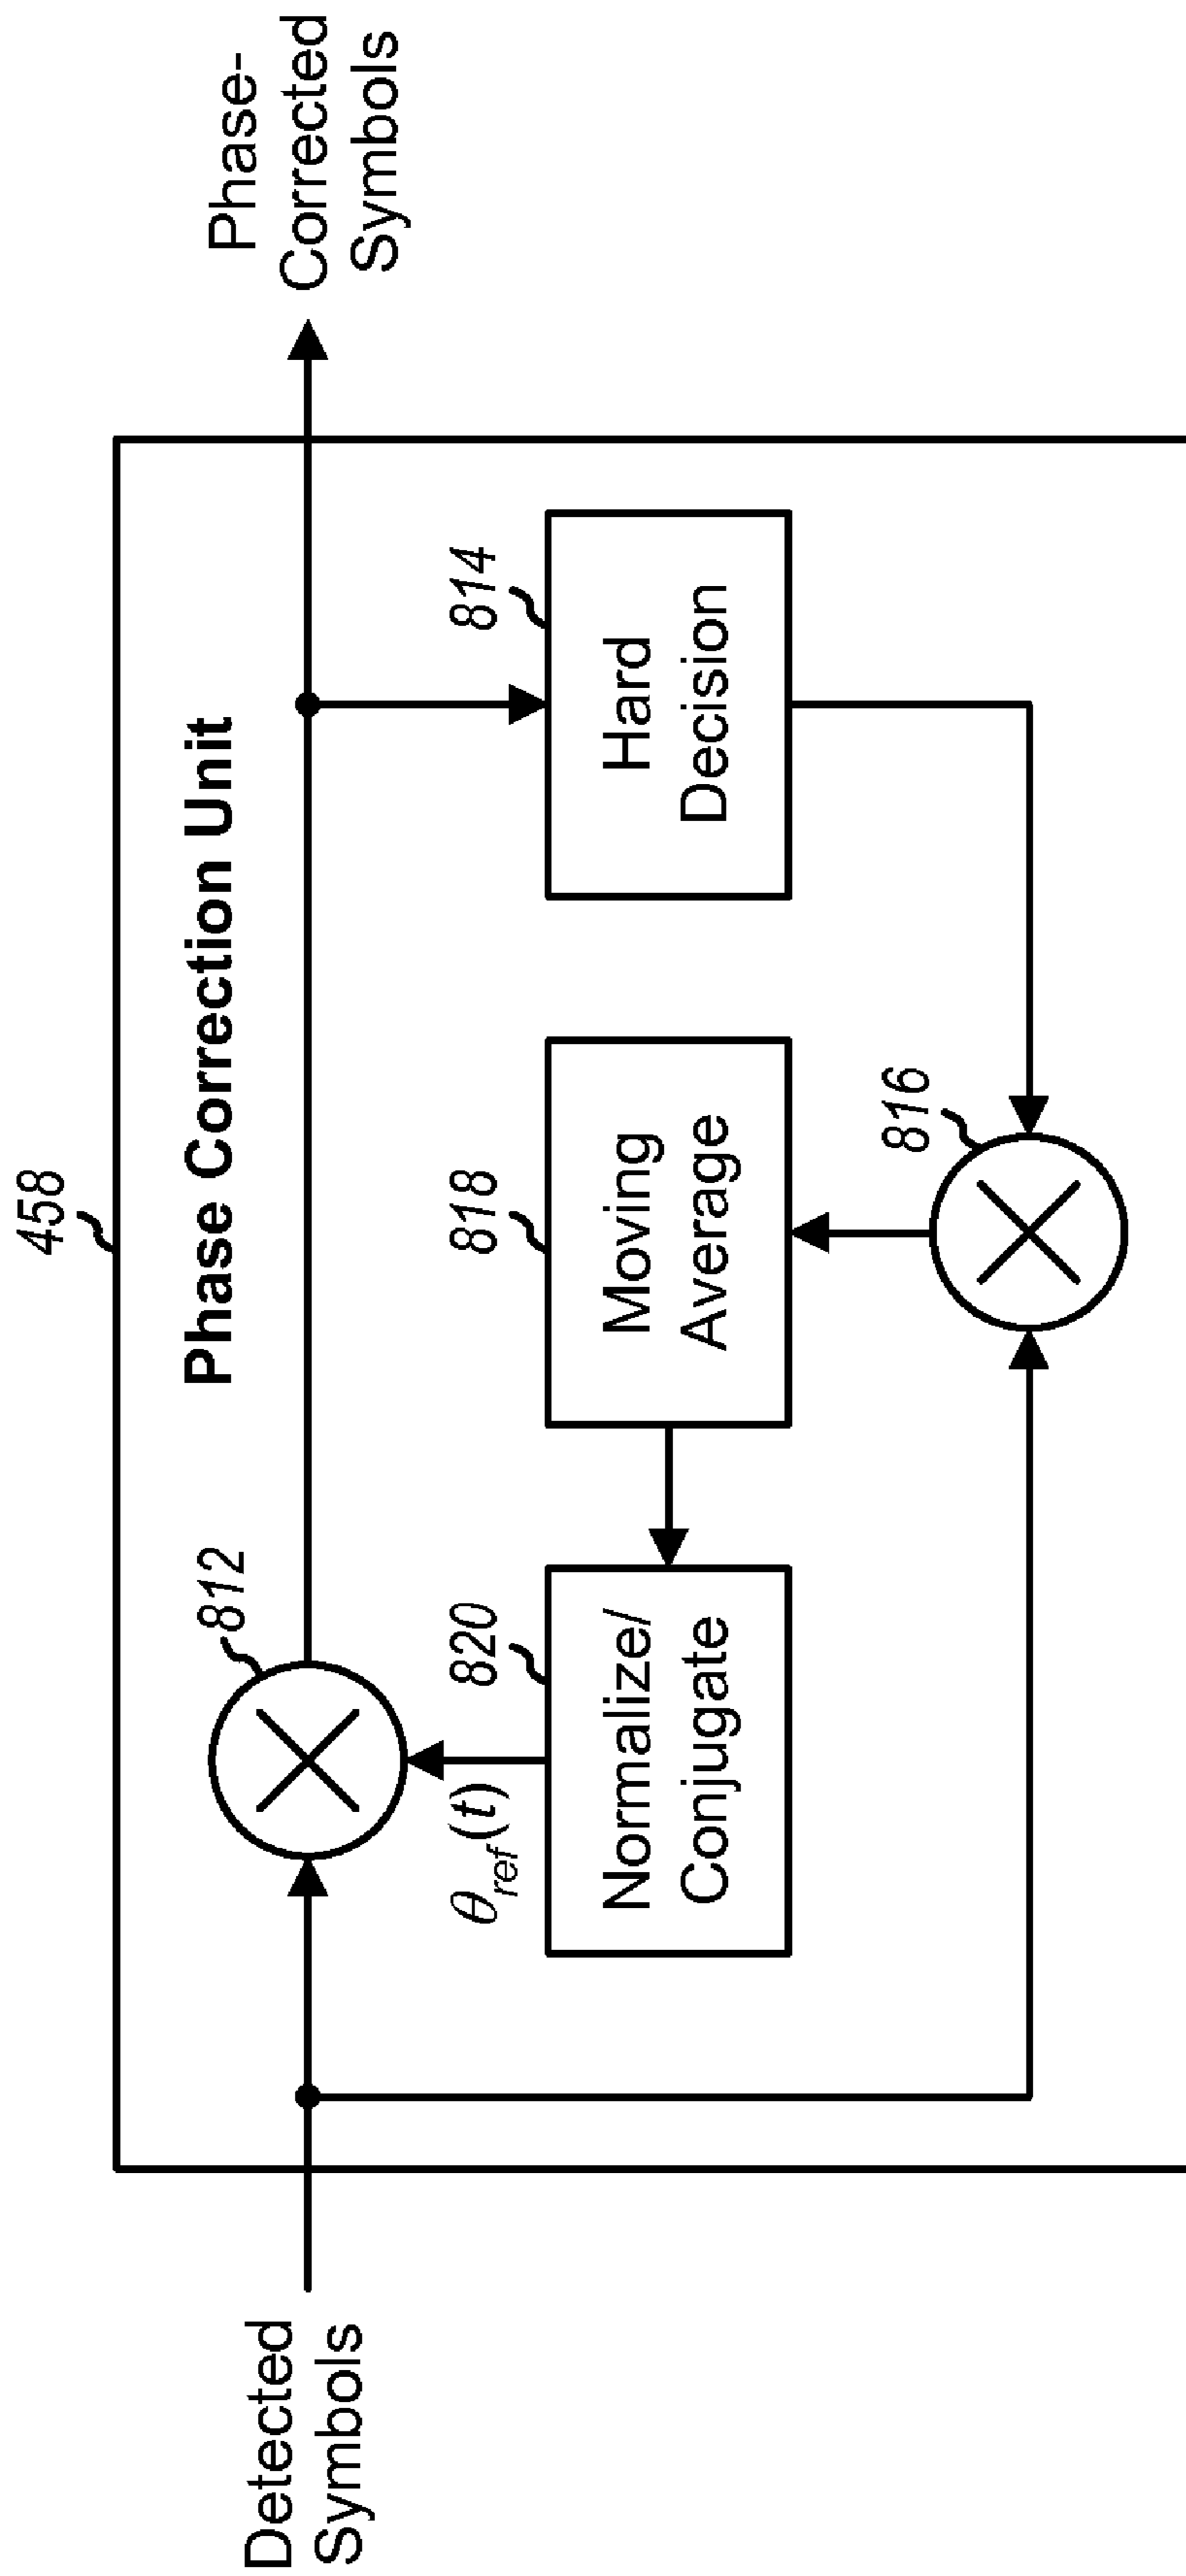 458
Phase Correction Unit
Detected
Symbols
812
Phase-
Corrected
Symbols
θref(t)
820
Normalize/
Conjugate
818
Moving
Average
814
Hard
Decision
816